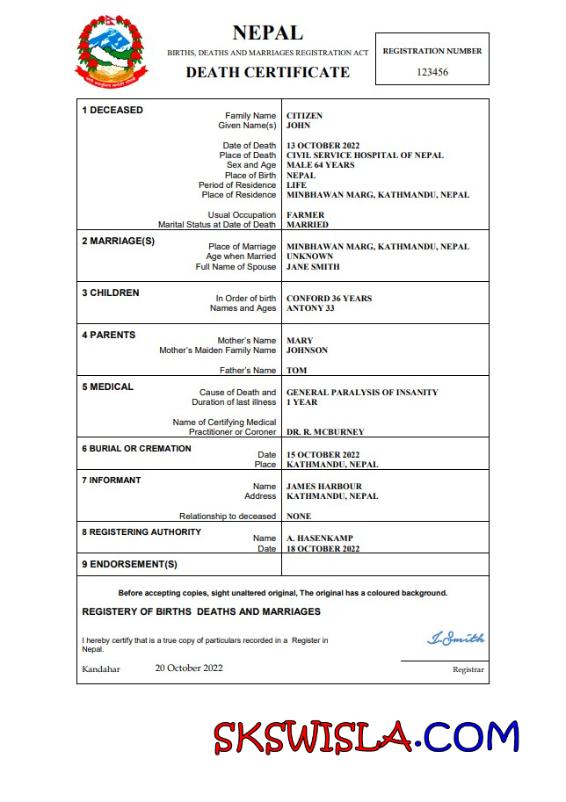 NEPAL
BIRTHS, DEATHS AND MARRIAGES REGISTRATION ACT
DEATH CERTIFICATE
REGISTRATION NUMBER
123456
1 DECEASED
Family Name CITIZEN
Given Name(s) JOHN
Date of Death 13 OCTOBER 2022
Place of Death CIVIL SERVICE HOSPITAL OF NEPAL
Sex and Age MALE 64 YEARS
Place of Birth NEPAL
Period of Residence LIFE
Place of Residence MINBHAWAN MARG, KATHMANDU, NEPAL
Usual Occupation FARMER
Marital Status at Date of Death MARRIED
2 MARRIAGE(S)
Place of Marriage MINBHAWAN MARG, KATHMANDU, NEPAL
Age when Married UNKNOWN
Full Name of Spouse JANE SMITH
3 CHILDREN
In Order of birth CONFORD 36 YEARS
Names and Ages ANTONY 33
4 PARENTS
Mother's Name MARY
Mother's Maiden Family Name JOHNSON
Father's Name TOM
5 MEDICAL
Cause of Death and GENERAL PARALYSIS OF INSANITY
Duration of last illness 1 YEAR
Name of Certifying Medical
Practitioner or Coroner DR. R. MCBURNEY
6 BURIAL OR CREMATION
Date 15 OCTOBER 2022
Place KATHMANDU, NEPAL
7 INFORMANT
Name JAMES HARBOUR
Address KATHMANDU, NEPAL
Relationship to deceased NONE
8 REGISTERING AUTHORITY
Name A. HASENKAMP
Date 18 OCTOBER 2022
9 ENDORSEMENT(S)
Before accepting copies, sight unaltered original, The original has a coloured background.
REGISTERY OF BIRTHS DEATHS AND MARRIAGES
I hereby certify that is a true copy of particulars recorded in a Register in
Nepal.
J. Smith
Kandahar 20 October 2022
Registrar
SKSWISLA.COM